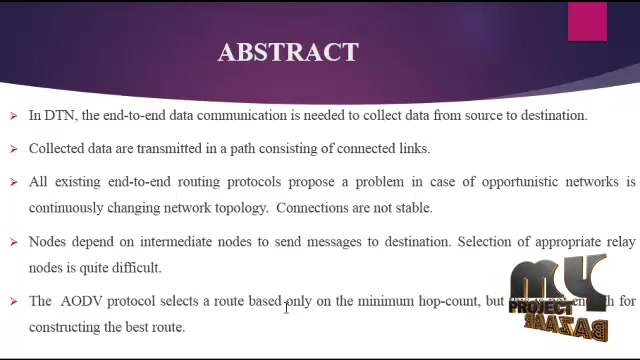 ABSTRACT
In DTN, the end-to-end data communication is needed to collect data from source to destination.
Collected data are transmitted in a path consisting of connected links.
All existing end-to-end routing protocols propose a problem in case of opportunistic networks is
continuously changing network topology. Connections are not stable.
Nodes depend on intermediate nodes to send messages to destination. Selection of appropriate relay
nodes is quite difficult.
The AODV protocol selects a route based only on the minimum hop-count, but for
constructing the best route.
MY
PROJECT
BAZAAR